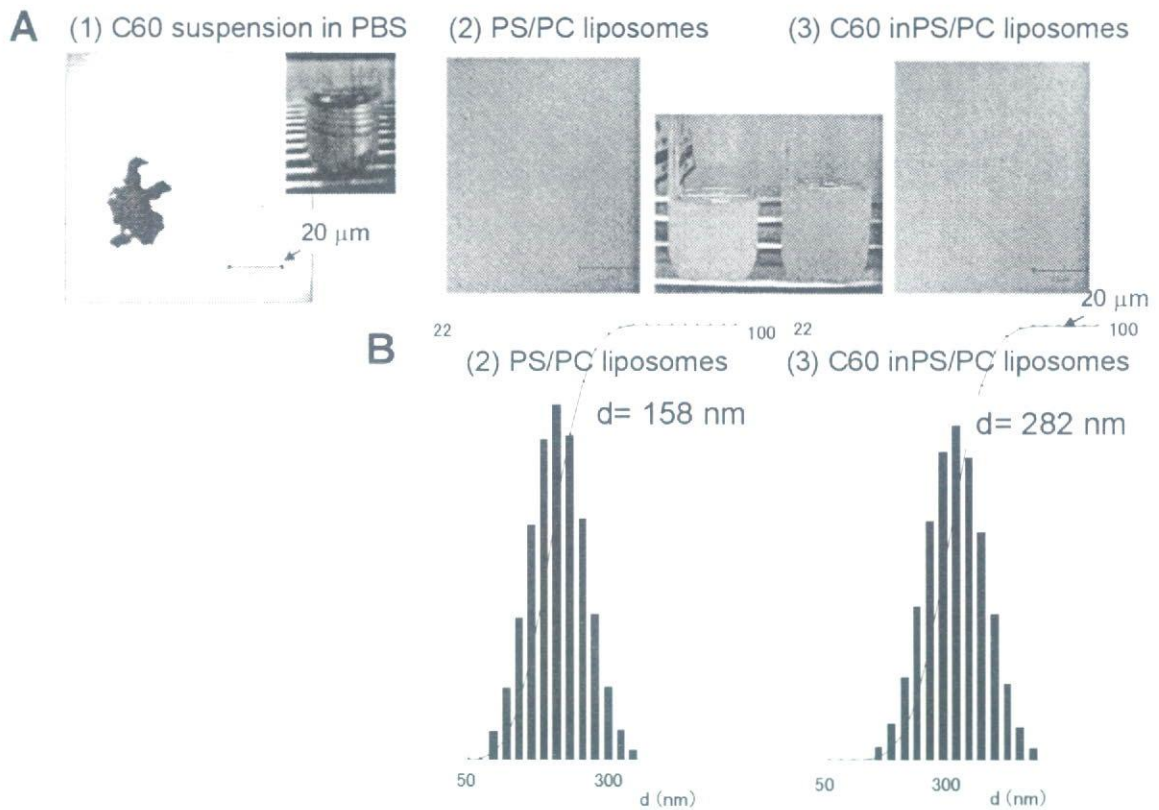 A (1) C60 suspension in PBS (2) PS/PC liposomes (3) C60 inPS/PC liposomes
20 μm
20 μm
22 100 22 100
B (2) PS/PC liposomes (3) C60 inPS/PC liposomes
d= 158 nm d= 282 nm
50 300 50 300
d (nm) d (nm)